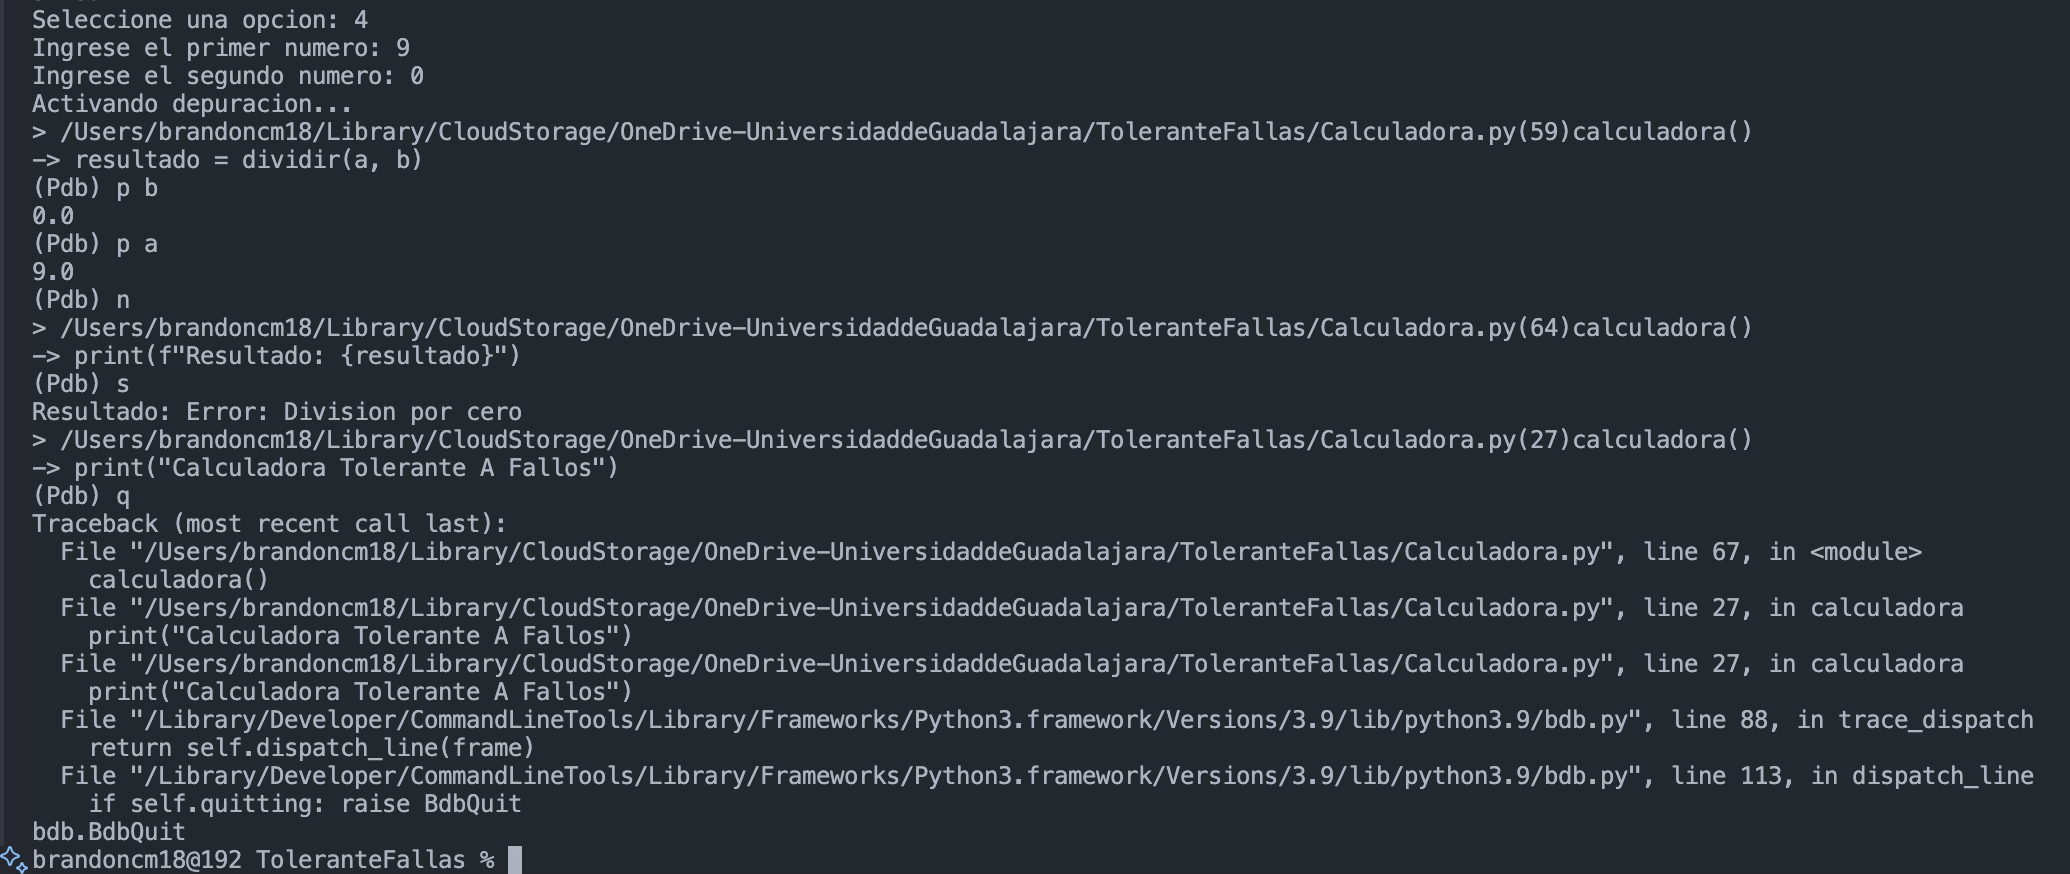 Seleccione una opcion: 4
Ingrese el primer numero: 9
Ingrese el segundo numero: 0
Activando depuracion...
> /Users/brandoncm18/Library/CloudStorage/OneDrive-UniversidaddeGuadalajara/ToleranteFallas/Calculadora.py(59)calculadora()
-> resultado = dividir(a, b)
(Pdb) p b
0.0
(Pdb) p a
9.0
(Pdb) n
> /Users/brandoncm18/Library/CloudStorage/OneDrive-UniversidaddeGuadalajara/ToleranteFallas/Calculadora.py(64)calculadora()
-> print(f"Resultado: {resultado}")
(Pdb) s
Resultado: Error: Division por cero
> /Users/brandoncm18/Library/CloudStorage/OneDrive-UniversidaddeGuadalajara/ToleranteFallas/Calculadora.py(27)calculadora()
-> print("Calculadora Tolerante A Fallos")
(Pdb) q
Traceback (most recent call last):
  File "/Users/brandoncm18/Library/CloudStorage/OneDrive-UniversidaddeGuadalajara/ToleranteFallas/Calculadora.py", line 67, in <module>
    calculadora()
  File "/Users/brandoncm18/Library/CloudStorage/OneDrive-UniversidaddeGuadalajara/ToleranteFallas/Calculadora.py", line 27, in calculadora
    print("Calculadora Tolerante A Fallos")
  File "/Users/brandoncm18/Library/CloudStorage/OneDrive-UniversidaddeGuadalajara/ToleranteFallas/Calculadora.py", line 27, in calculadora
    print("Calculadora Tolerante A Fallos")
  File "/Library/Developer/CommandLineTools/Library/Frameworks/Python3.framework/Versions/3.9/lib/python3.9/bdb.py", line 88, in trace_dispatch
    return self.dispatch_line(frame)
  File "/Library/Developer/CommandLineTools/Library/Frameworks/Python3.framework/Versions/3.9/lib/python3.9/bdb.py", line 113, in dispatch_line
    if self.quitting: raise BdbQuit
bdb.BdbQuit
brandoncm18@192 ToleranteFallas %